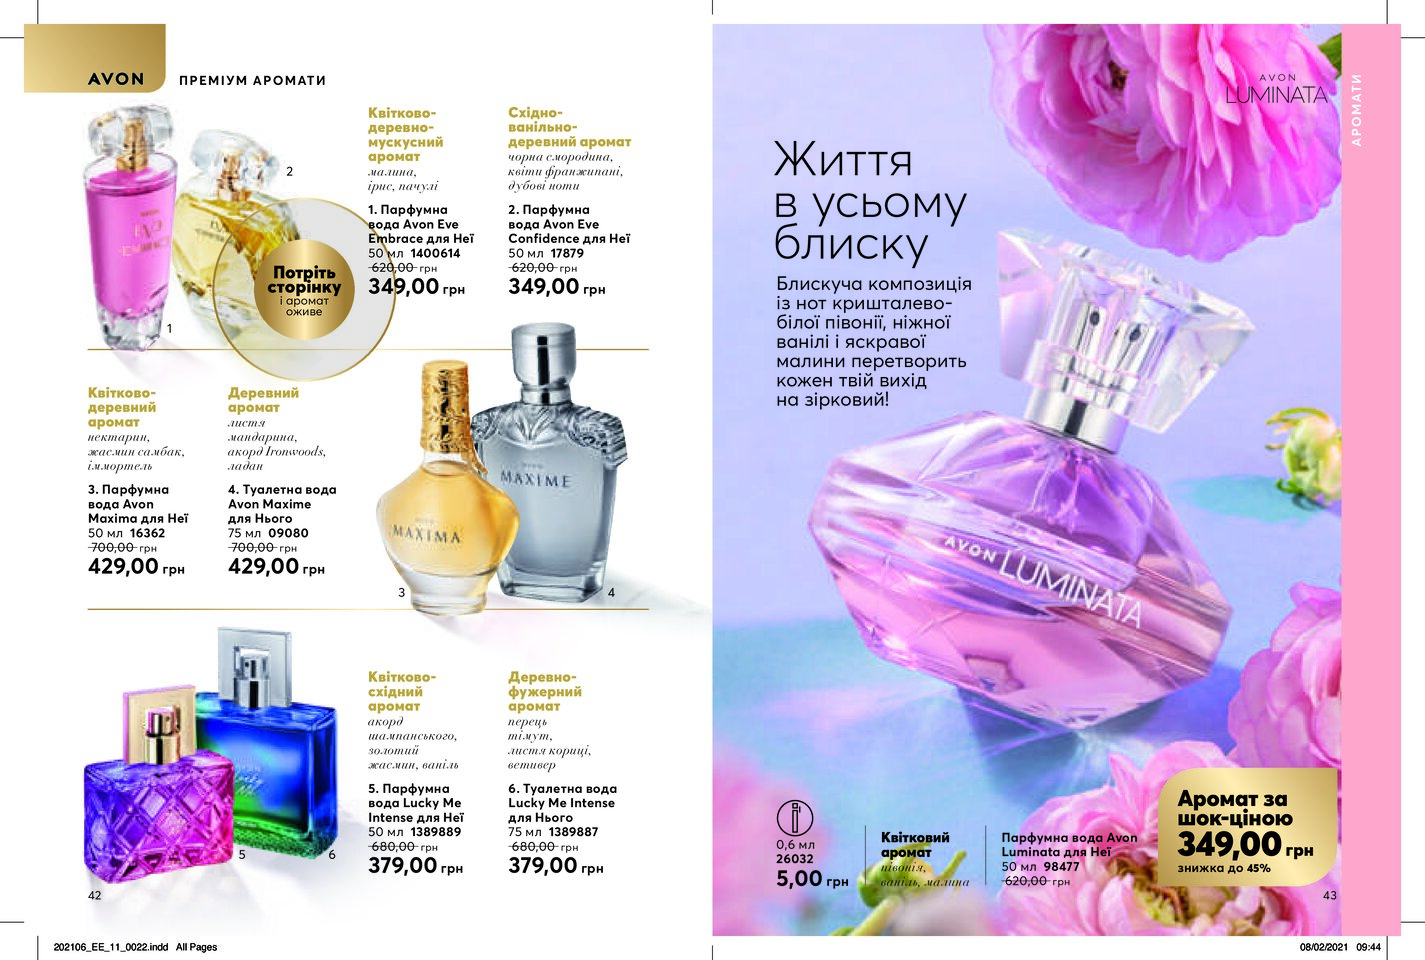 AVON
ПРЕМІУМ АРОМАТИ
Квітково-
деревно-
мускусний
аромат
малина,
ірис, пачулі
1. Парфумна
вода Avon Eve
Embrace для Неї
50 мл 1400614
620,00 грн
349,00 грн
Східно-
ванільно-
деревний аромат
чорна смородина,
квіти франжипані,
дубові ноти
2. Парфумна
вода Avon Eve
Confidence для Неї
50 мл 17879
620,00 грн
349,00 грн
2
1
Потріть
сторінку
і аромат
оживе
Квітково-
деревний
аромат
нектарин,
жасмин самбак,
іммортель
3. Парфумна
вода Avon
Maxima для Неї
50 мл 16362
700,00 грн
429,00 грн
Деревний
аромат
листя
мандарина,
акорд Ironwoods,
ладан
4. Туалетна вода
Avon Maxime
для Нього
75 мл 09080
700,00 грн
429,00 грн
MAXIME
MAXIMA
3
4
Квітково-
східний
аромат
акорд
шампанського,
золотий
жасмин, ваніль
5. Парфумна
вода Lucky Me
Intense для Неї
50 мл 1389889
680,00 грн
379,00 грн
Деревно-
фужерний
аромат
перець
тімут,
листя кориці,
ветивер
6. Туалетна вода
Lucky Me Intense
для Нього
75 мл 1389887
680,00 грн
379,00 грн
5
6
42
AVON
LUMINATA
АРОМАТИ
Життя
в усьому
блиску
Блискуча композиція
із нот кришталево-
білої півонії, ніжної
ванілі і яскравої
малини перетворить
кожен твій вихід
на зірковий!
AVON LUMINATA
0,6 мл
26032
5,00 грн
Квітковий
аромат
півонія,
ваніль, малина
Парфумна вода Avon
Luminata для Неї
50 мл 98477
620,00 грн
Аромат за
шок-ціною
349,00 грн
знижка до 45%
43
202106_EE_11_0022.indd All Pages
08/02/2021 09:44